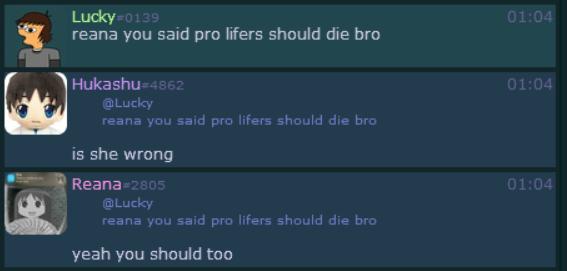 Lucky#0139 01:04
reana you said pro lifers should die bro
Hukashu#4862 01:04
@Lucky
reana you said pro lifers should die bro
is she wrong
Reana#2805 01:04
@Lucky
reana you said pro lifers should die bro
yeah you should too